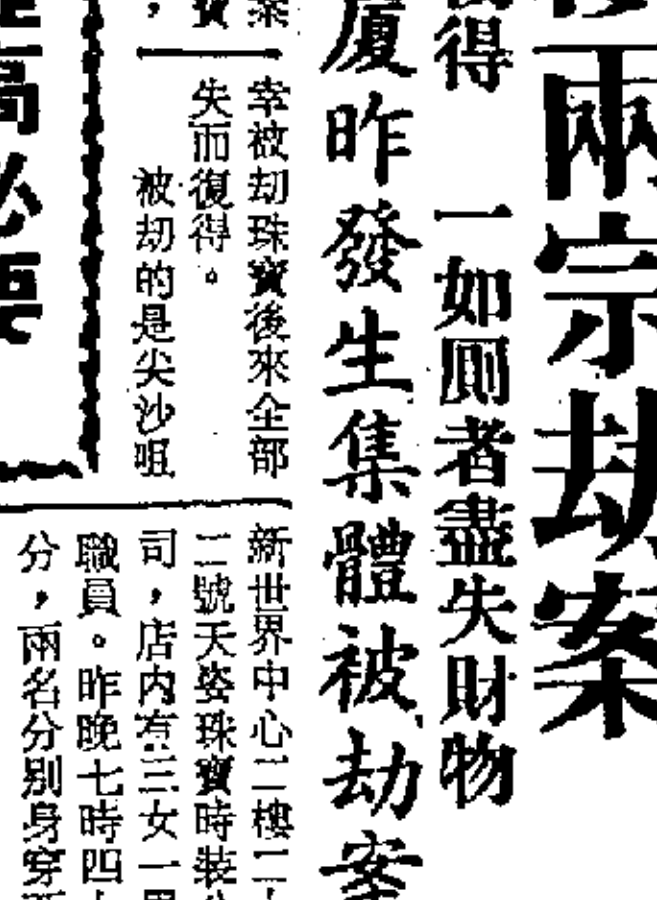 兩宗劫案
得 一如厠者盡失財物
廈昨發生集體被劫案
幸被劫珠寶後來全部
失而復得。
被劫的是尖沙咀
新世界中心二樓二
二號天姿珠寶時裝
司，店內有三女一
職員。昨晚七時四
分，兩名分別身穿
必要